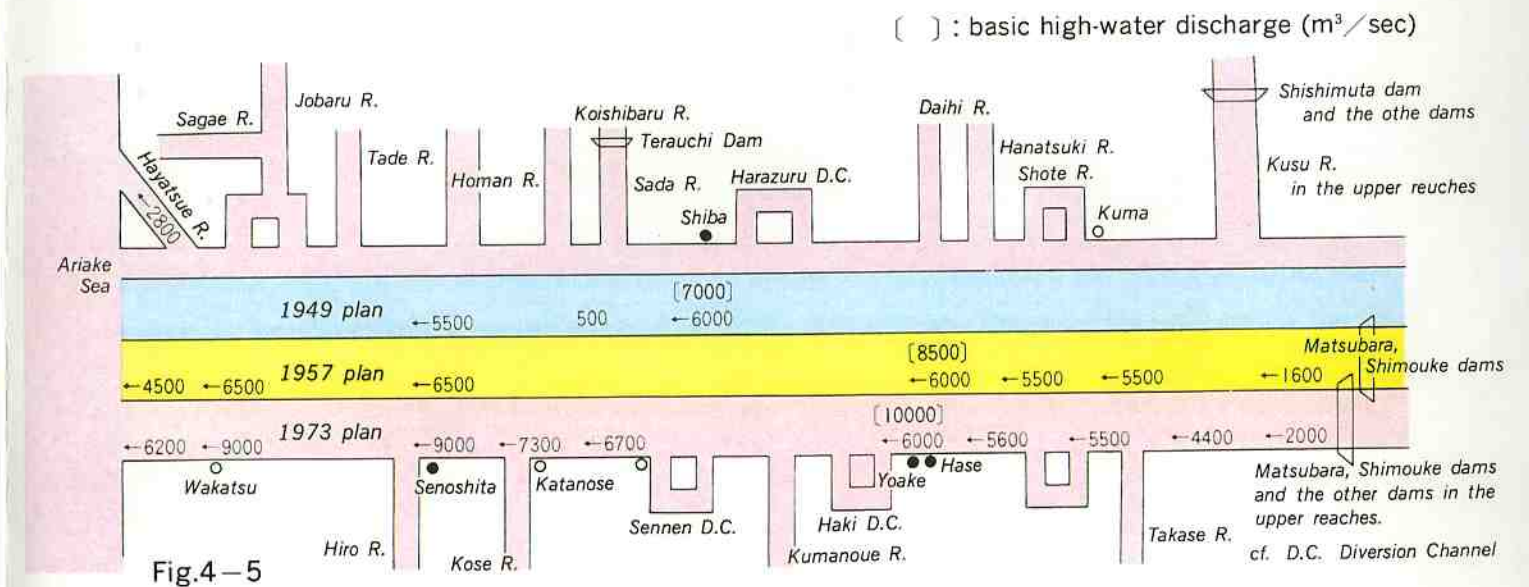 〔 〕: basic high-water discharge (m³/sec)
Jobaru R.
Sagae R.
Hayatsue R.
←2800
Tade R.
Homan R.
Koishibaru R.
Terauchi Dam
Sada R.
Shiba
Harazuru D.C.
Daihi R.
Hanatsuki R.
Shote R.
Kuma
Shishimuta dam
and the othe dams
Kusu R.
in the upper reuches
Ariake
Sea
1949 plan
〔7000〕
←5500
500
←6000
1957 plan
〔8500〕
←4500
←6500
←6500
←6000
←5500
←5500
←1600
Matsubara,
Shimouke dams
1973 plan
〔10000〕
←6200
←9000
←9000
←7300
←6700
←6000
←5600
←5500
←4400
←2000
Wakatsu
Senoshita
Katanose
Yoake
Hase
Sennen D.C.
Haki D.C.
Hiro R.
Kose R.
Kumanoue R.
Takase R.
Matsubara, Shimouke dams
and the other dams in the
upper reaches.
cf. D.C. Diversion Channel
Fig.4-5